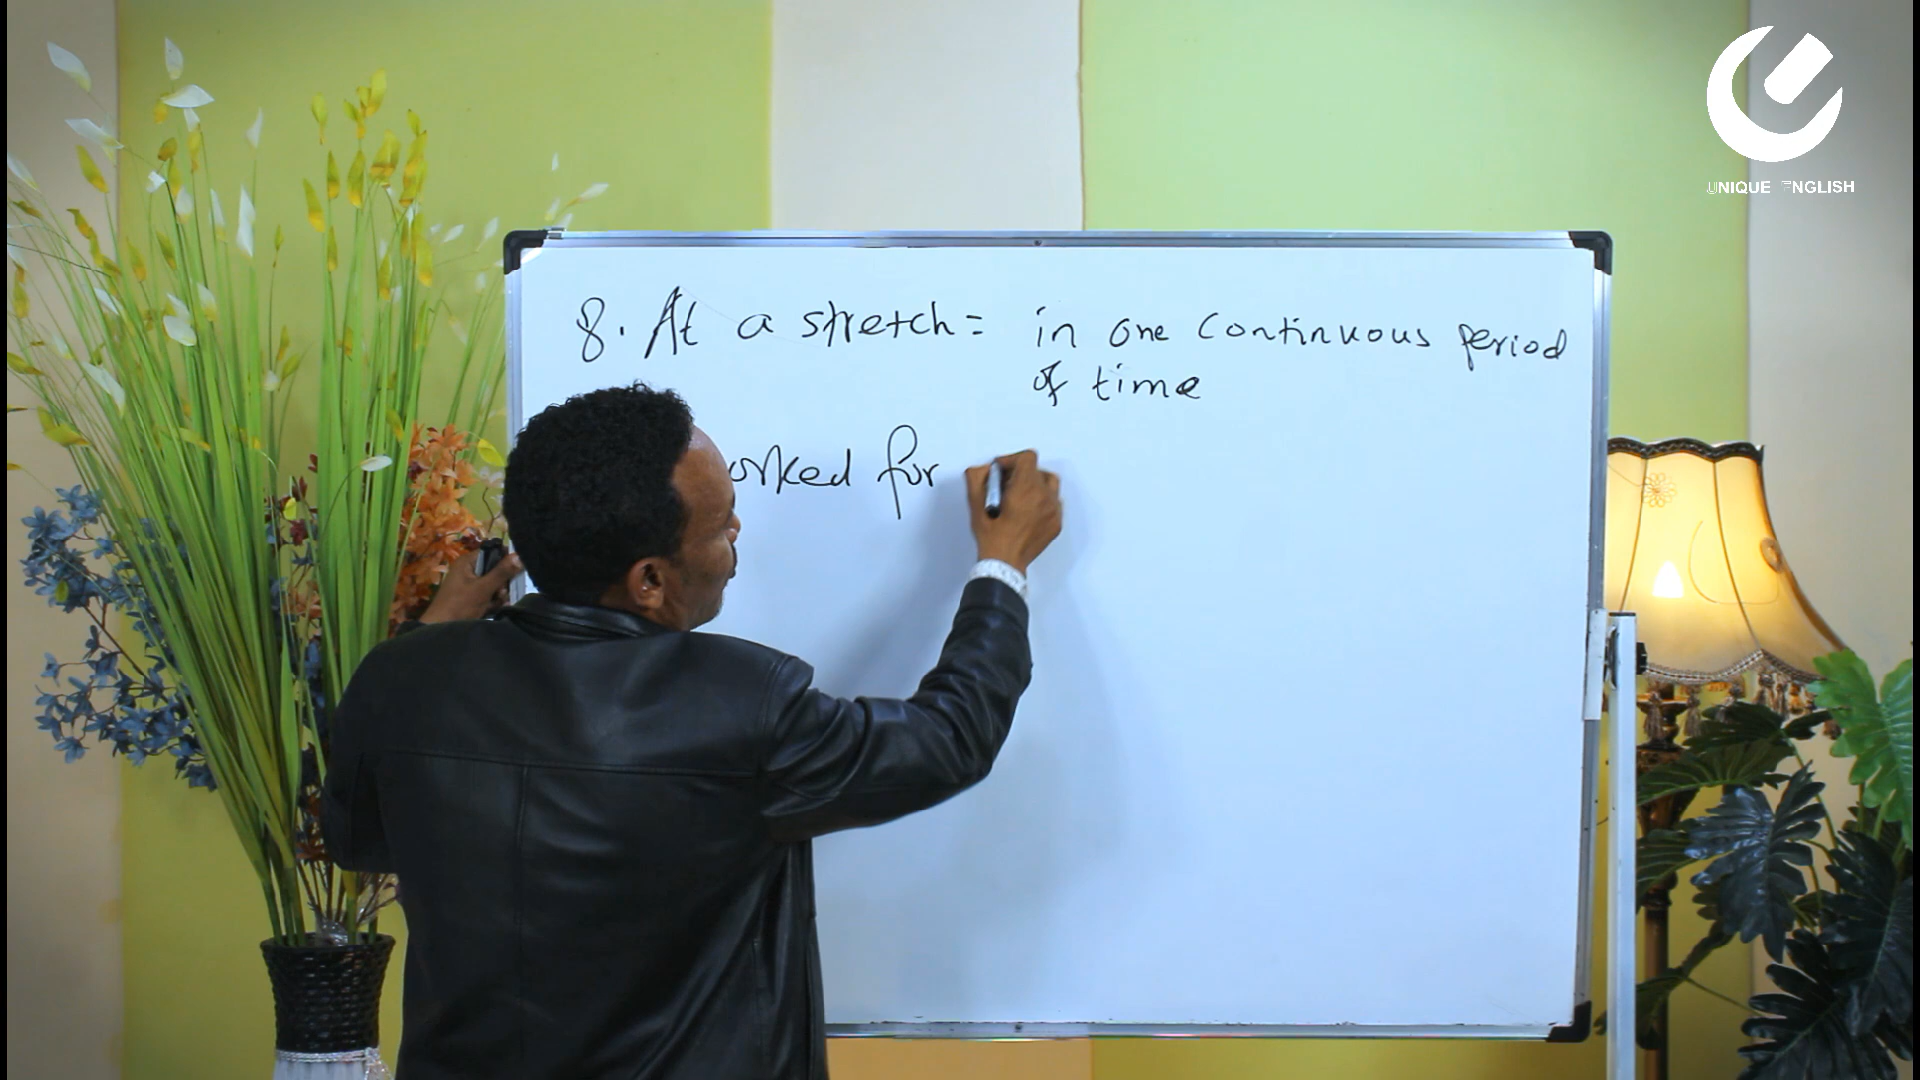 UNIQUE ENGLISH
8. At a stretch = in one continuous period
of time
orked for